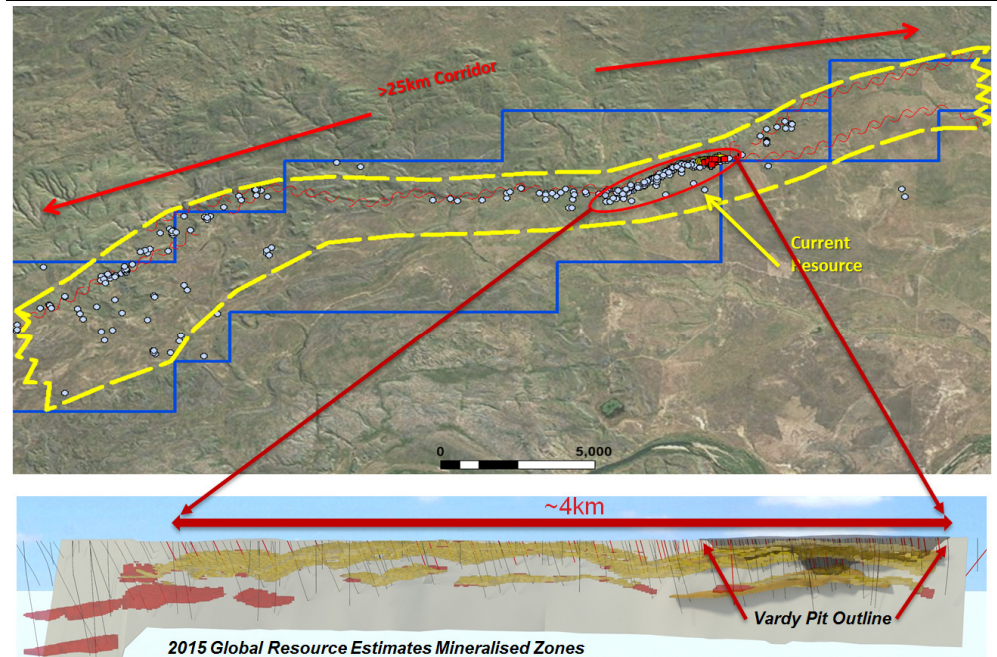 >25km Corridor
Current
Resource
0 5,000
~4km
Vardy Pit Outline
2015 Global Resource Estimates Mineralised Zones